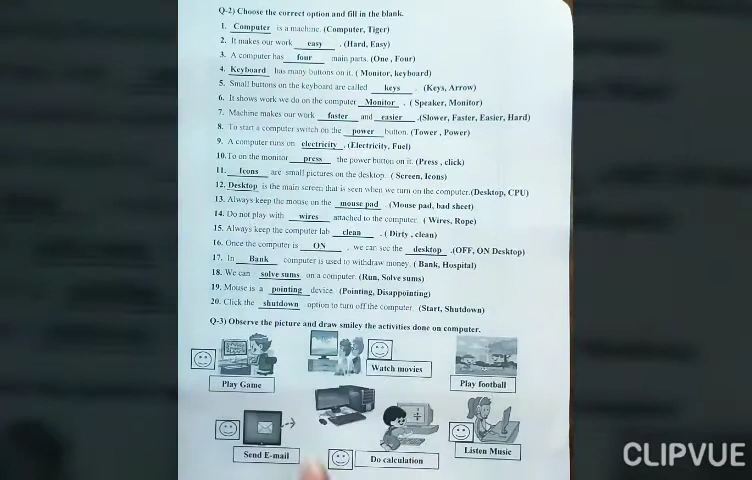 Q-2) Choose the correct option and fill in the blank.
1. Computer is a machine. (Computer, Tiger)
2. It makes our work easy . (Hard, Easy)
3. A computer has four main parts. (One , Four)
4. Keyboard has many buttons on it. ( Monitor, keyboard)
5. Small buttons on the keyboard are called keys . (Keys, Arrow)
6. It shows work we do on the computer Monitor . ( Speaker, Monitor)
7. Machine makes our work faster and easier .(Slower, Faster, Easier, Hard)
8. To start a computer switch on the power button. (Tower , Power)
9. A computer runs on electricity . (Electricity, Fuel)
10.To on the monitor press the power button on it. (Press , click)
11. Icons are small pictures on the desktop. ( Screen, Icons)
12. Desktop is the main screen that is seen when we turn on the computer.(Desktop, CPU)
13. Always keep the mouse on the mouse pad . (Mouse pad, bad sheet)
14. Do not play with wires attached to the computer. ( Wires, Rope)
15. Always keep the computer lab clean . ( Dirty , clean)
16. Once the computer is ON , we can see the desktop .(OFF, ON Desktop)
17. In Bank computer is used to withdraw money. ( Bank, Hospital)
18. We can solve sums on a computer. (Run, Solve sums)
19. Mouse is a pointing device. (Pointing, Disappointing)
20. Click the shutdown option to turn off the computer. (Start, Shutdown)
Q-3) Observe the picture and draw smiley the activities done on computer.
Watch movies
Play Game
Play football
Send E-mail
Do calculation
Listen Music
CLIPVUE